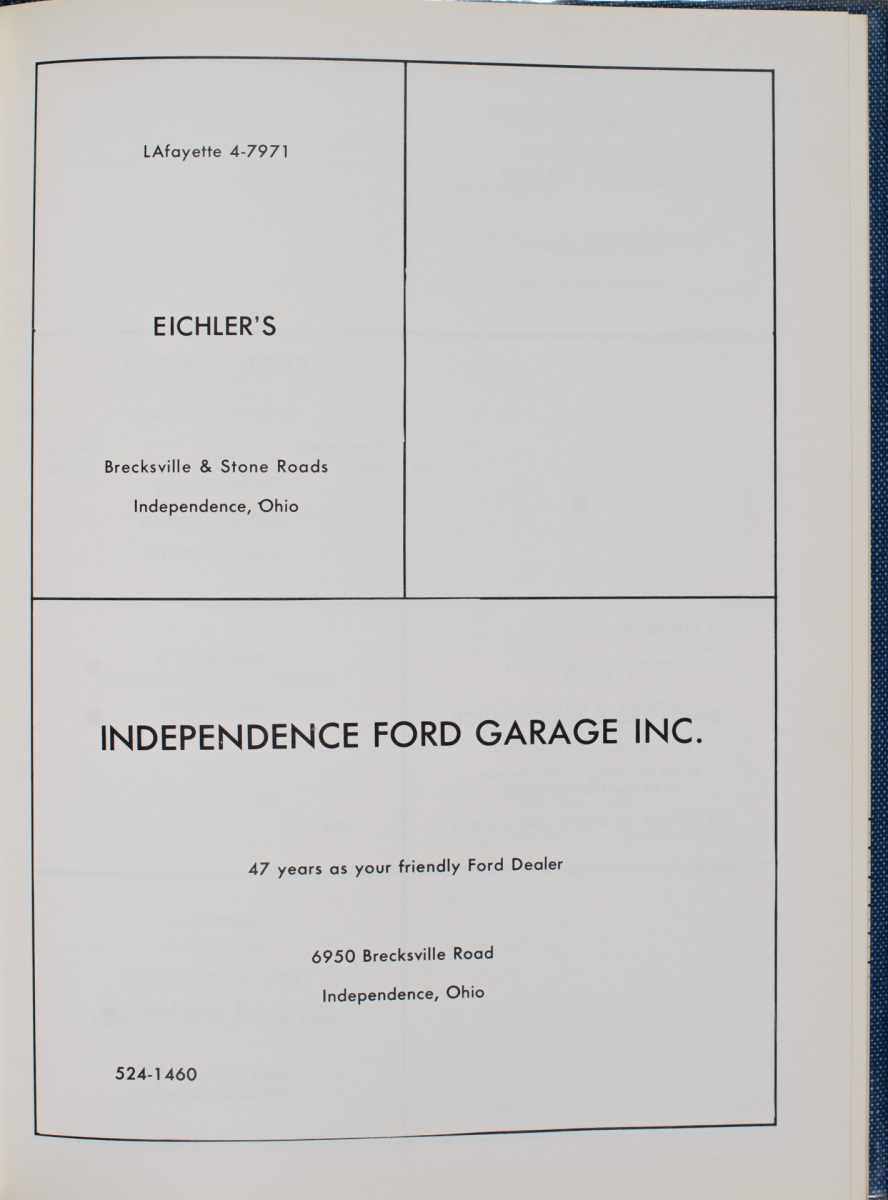 LAfayette 4-7971
EICHLER'S
Brecksville & Stone Roads
Independence, Ohio
INDEPENDENCE FORD GARAGE INC.
47 years as your friendly Ford Dealer
6950 Brecksville Road
Independence, Ohio
524-1460